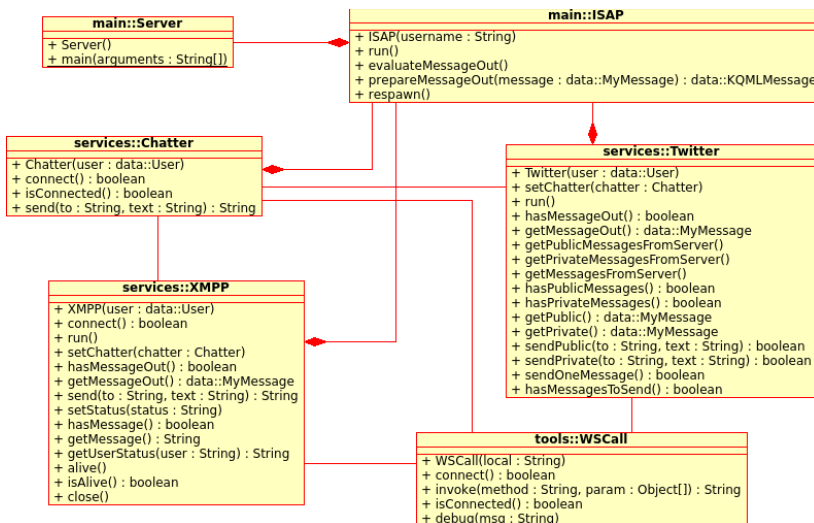 main::Server
+ Server()
+ main(arguments : String[])
main::ISAP
+ ISAP(username : String)
+ run()
+ evaluateMessageOut()
+ prepareMessageOut(message : data::MyMessage) : data::KQMLMessage
+ respawn()
services::Chatter
+ Chatter(user : data::User)
+ connect() : boolean
+ isConnected() : boolean
+ send(to : String, text : String) : String
services::Twitter
+ Twitter(user : data::User)
+ setChatter(chatter : Chatter)
+ run()
+ hasMessageOut() : boolean
+ getMessageOut() : data::MyMessage
+ getPublicMessagesFromServer()
+ getPrivateMessagesFromServer()
+ getMessagesFromServer()
+ hasPublicMessages() : boolean
+ hasPrivateMessages() : boolean
+ getPublic() : data::MyMessage
+ getPrivate() : data::MyMessage
+ sendPublic(to : String, text : String) : boolean
+ sendPrivate(to : String, text : String) : boolean
+ sendOneMessage() : boolean
+ hasMessagesToSend() : boolean
services::XMPP
+ XMPP(user : data::User)
+ connect() : boolean
+ run()
+ setChatter(chatter : Chatter)
+ hasMessageOut() : boolean
+ getMessageOut() : data::MyMessage
+ send(to : String, text : String) : String
+ setStatus(status : String)
+ hasMessage() : boolean
+ getMessage() : String
+ getUserStatus(user : String) : String
+ alive()
+ isAlive() : boolean
+ close()
tools::WSCall
+ WSCall(local : String)
+ connect() : boolean
+ invoke(method : String, param : Object[]) : String
+ isConnected() : boolean
+ debug(msg : String)